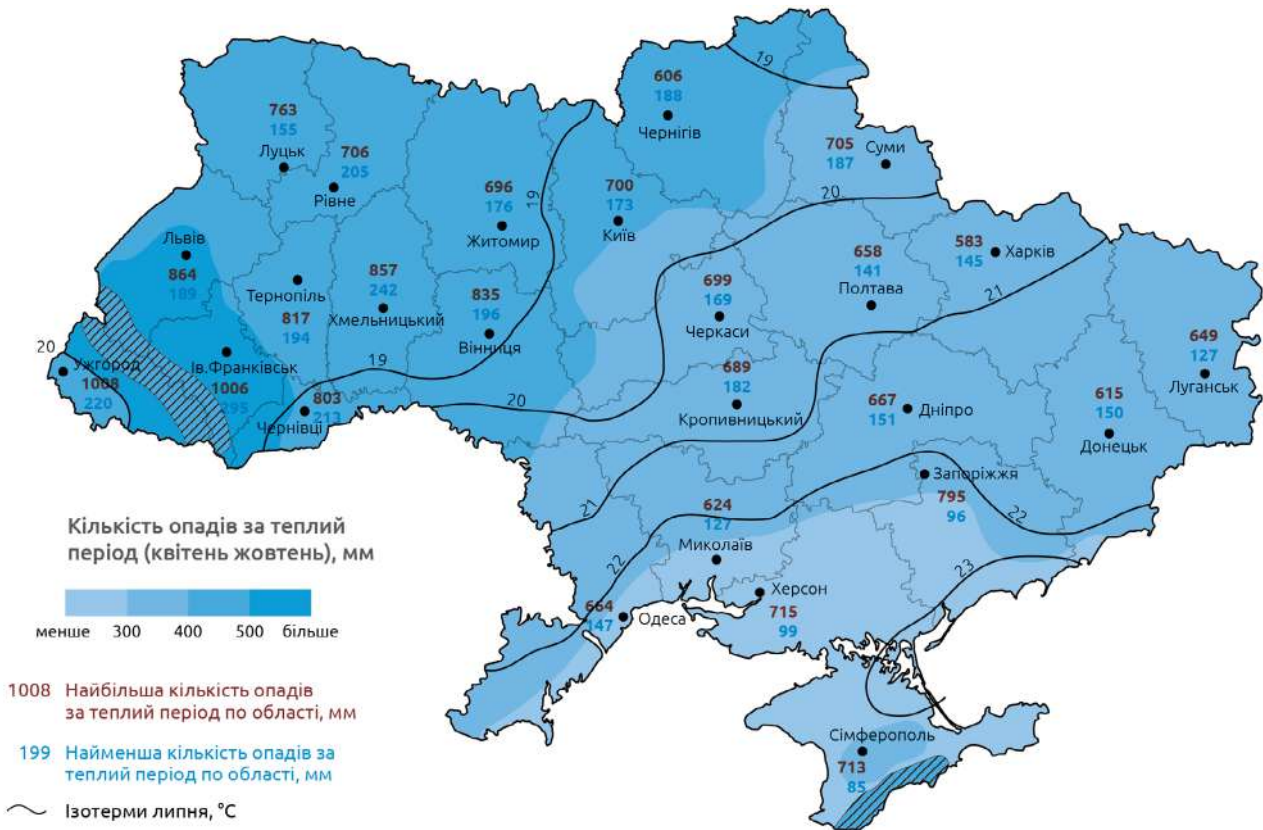 19
606
188
Чернігів
763
155
Луцьк
706
205
Рівне
705
187
Суми
696
176
Житомир
19
700
173
Київ
20
Львів
864
189
Тернопіль
817
194
857
242
Хмельницький
835
196
Вінниця
699
169
Черкаси
658
141
Полтава
583
145
Харків
21
649
127
Луганськ
20
Ужгород
1008
220
Ів.Франківськ
1006
295
19
803
213
Чернівці
20
689
182
Кропивницький
667
151
Дніпро
615
150
Донецьк
Запоріжжя
795
96
22
21
624
127
Миколаїв
22
23
Херсон
715
99
664
147
Одеса
Сімферополь
713
85
Кількість опадів за теплий
період (квітень жовтень), мм
менше 300 400 500 більше
1008 Найбільша кількість опадів
за теплий період по області, мм
199 Найменша кількість опадів за
теплий період по області, мм
Ізотерми липня, °C